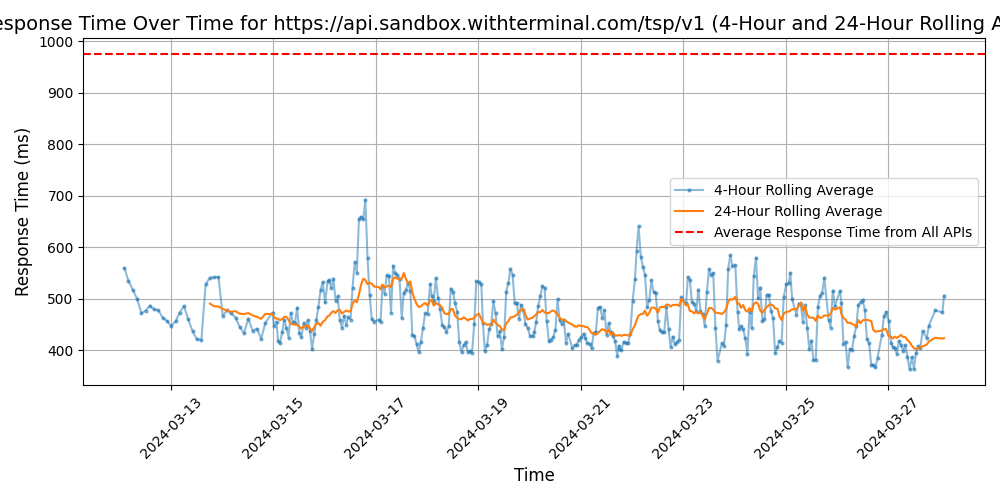 esponse Time Over Time for https://api.sandbox.withterminal.com/tsp/v1 (4-Hour and 24-Hour Rolling A
1000
900
800
700
600
500
400
Response Time (ms)
4-Hour Rolling Average
24-Hour Rolling Average
Average Response Time from All APIs
2024-03-13
2024-03-15
2024-03-17
2024-03-19
2024-03-21
2024-03-23
2024-03-25
2024-03-27
Time